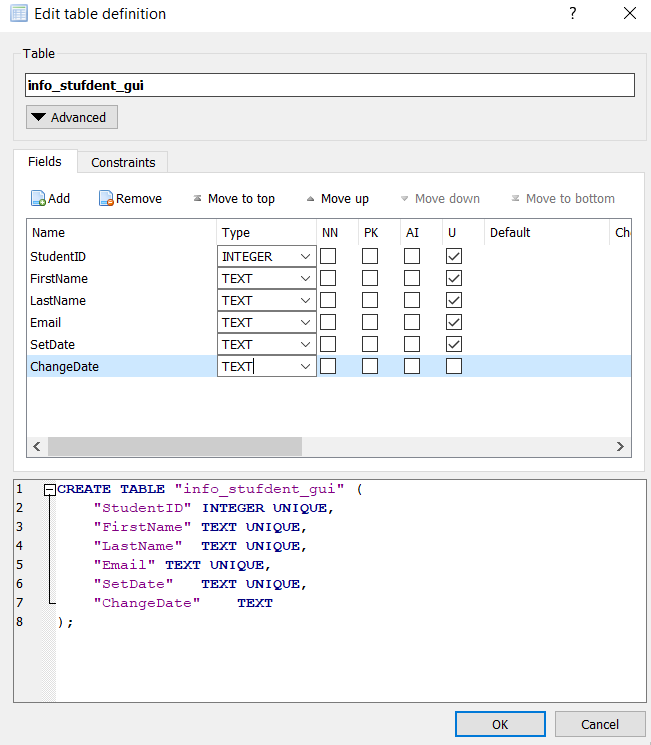 Edit table definition ?
Table
info_stufdent_gui
Advanced
Fields Constraints
Add Remove Move to top Move up Move down Move to bottom
Name Type NN PK AI U Default Che
StudentID INTEGER
FirstName TEXT
LastName TEXT
Email TEXT
SetDate TEXT
ChangeDate TEXT
1 CREATE TABLE "info_stufdent_gui" (
2 "StudentID" INTEGER UNIQUE,
3 "FirstName" TEXT UNIQUE,
4 "LastName" TEXT UNIQUE,
5 "Email" TEXT UNIQUE,
6 "SetDate" TEXT UNIQUE,
7 "ChangeDate" TEXT
8 );
OK Cancel